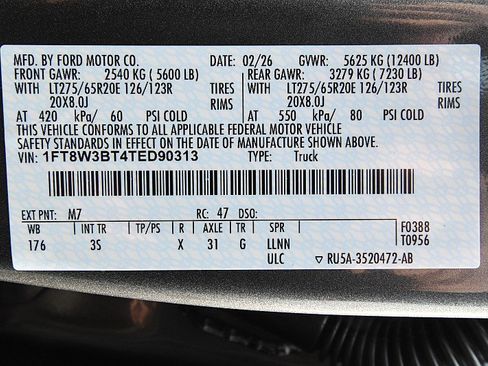 MFD. BY FORD MOTOR CO. 02/26 GVWR: 5625 KG (12400 LB)
FRONT GAWR: 2540 KG (5600 LB) REAR GAWR: 3279 KG (7230 LB)
WITH LT275/65R20E 126/123R TIRES WITH LT275/65R20E 126/123R TIRES
20X8.0J RIMS 20X8.0J RIMS
AT 420 kPa/ 60 PSI COLD AT 550 kPa/ 80 PSI COLD
THIS VEHICLE CONFORMS TO ALL APPLICABLE FEDERAL MOTOR VEHICLE
SAFETY STANDARDS IN EFFECT ON THE DATE OF MANUFACTURE SHOWN ABOVE.
VIN: 1FT8W3BT4TED90313 TYPE: Truck
EXT PNT: M7 RC: 47 DSO:
WB INT TR TP/PS R AXLE TR SPR F0388
176 3S X 31 G LLNN T0956
ULC ▽ RU5A-3520472-AB